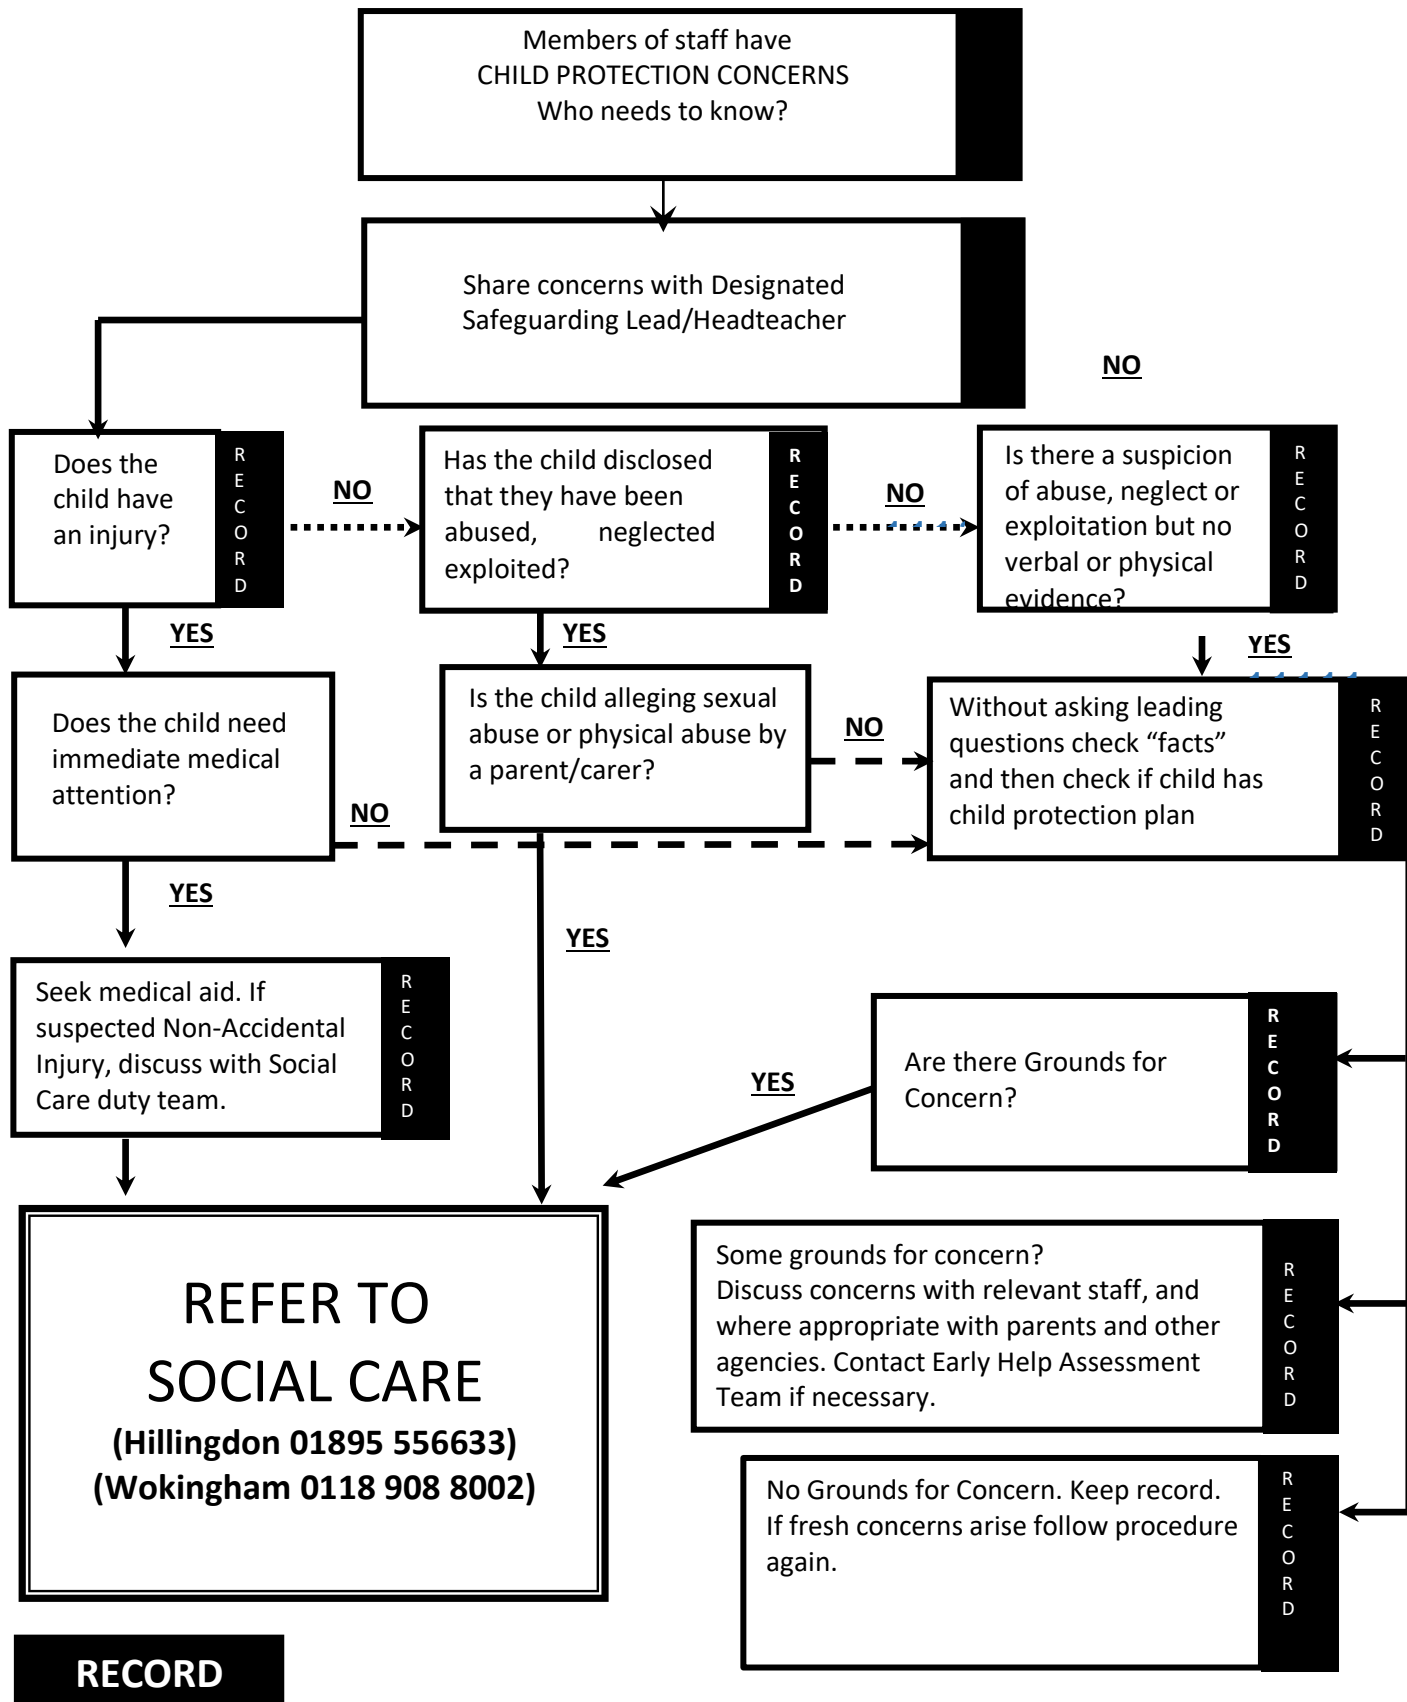 Members of staff have
CHILD PROTECTION CONCERNS
Who needs to know?
Share concerns with Designated
Safeguarding Lead/Headteacher
NO
Does the
child have
an injury?
RECORD
NO
Has the child disclosed
that they have been
abused, neglected
exploited?
RECORD
NO
Is there a suspicion
of abuse, neglect or
exploitation but no
verbal or physical
evidence?
RECORD
YES
YES
YES
Does the child need
immediate medical
attention?
NO
Is the child alleging sexual
abuse or physical abuse by
a parent/carer?
NO
Without asking leading
questions check “facts”
and then check if child has
child protection plan
RECORD
YES
YES
Seek medical aid. If
suspected Non-Accidental
Injury, discuss with Social
Care duty team.
RECORD
Are there Grounds for
Concern?
RECORD
YES
REFER TO
SOCIAL CARE
(Hillingdon 01895 556633)
(Wokingham 0118 908 8002)
Some grounds for concern?
Discuss concerns with relevant staff, and
where appropriate with parents and other
agencies. Contact Early Help Assessment
Team if necessary.
RECORD
No Grounds for Concern. Keep record.
If fresh concerns arise follow procedure
again.
RECORD
RECORD